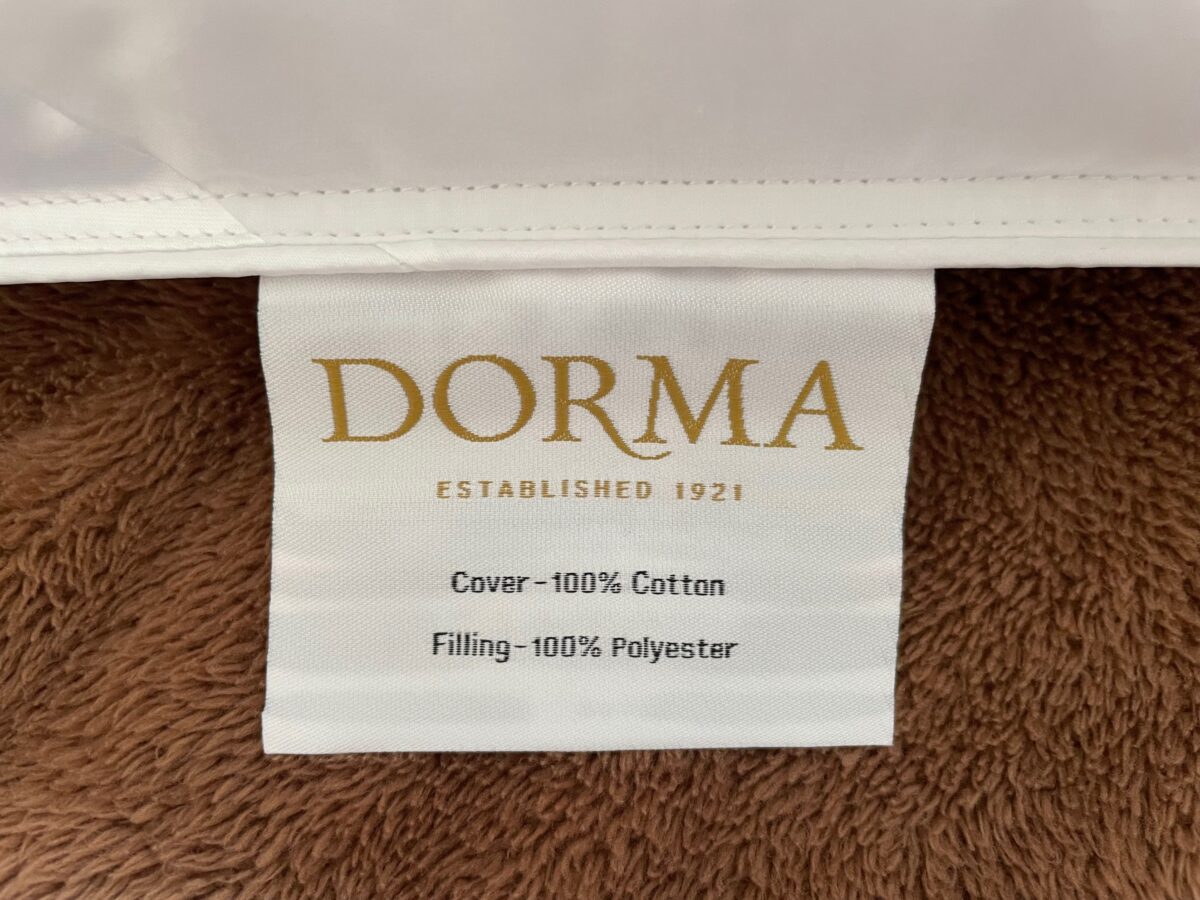 DORMA
ESTABLISHED 1921
Cover-100% Cotton
Filling-100% Polyester